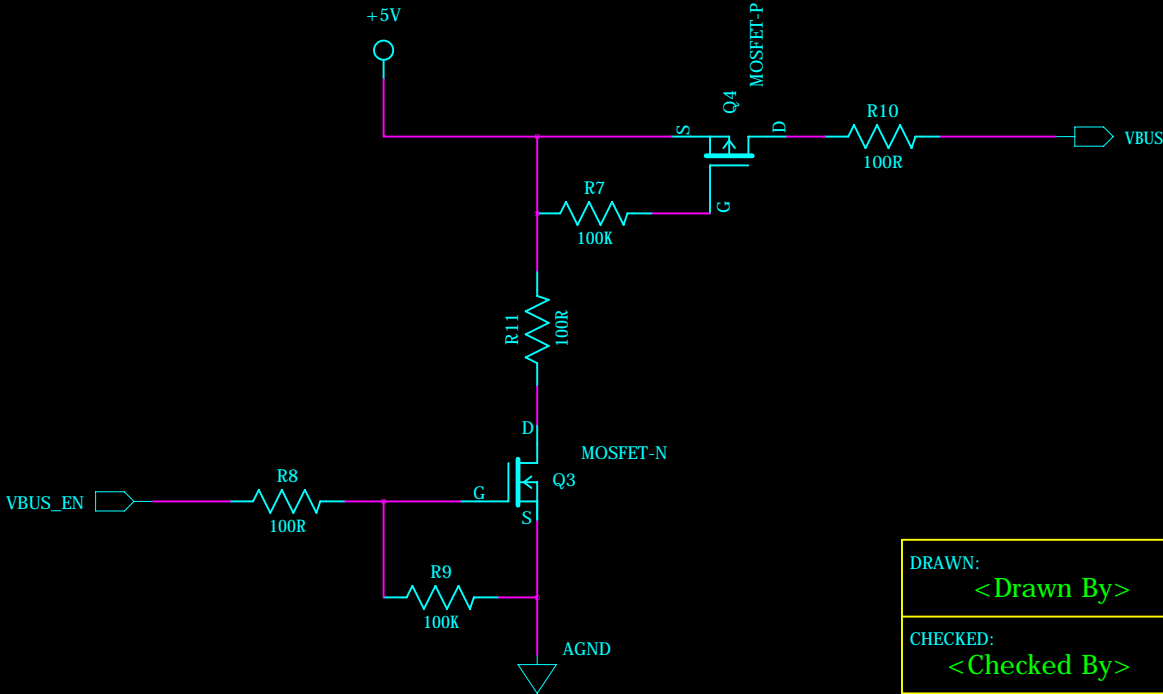 +5V
MOSFET-P
Q4
S
D
G
R10
100R
VBUS
R7
100K
R11
100R
D
MOSFET-N
Q3
G
S
R8
100R
VBUS_EN
R9
100K
AGND
DRAWN:
<Drawn By>
CHECKED:
<Checked By>